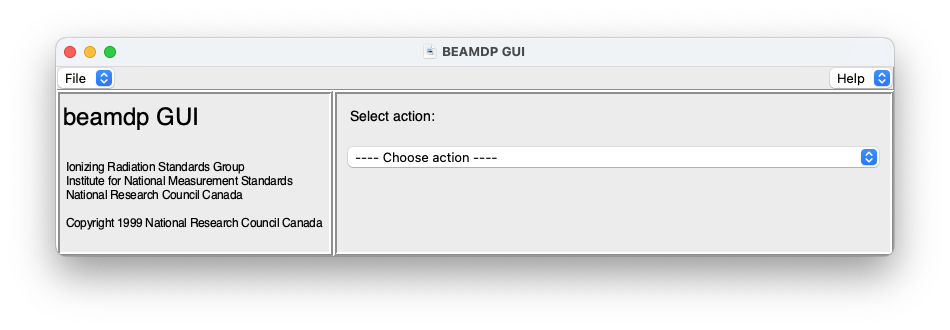 BEAMDP GUI
File
Help
beamdp GUI
Ionizing Radiation Standards Group
Institute for National Measurement Standards
National Research Council Canada
Copyright 1999 National Research Council Canada
Select action:
---- Choose action ----